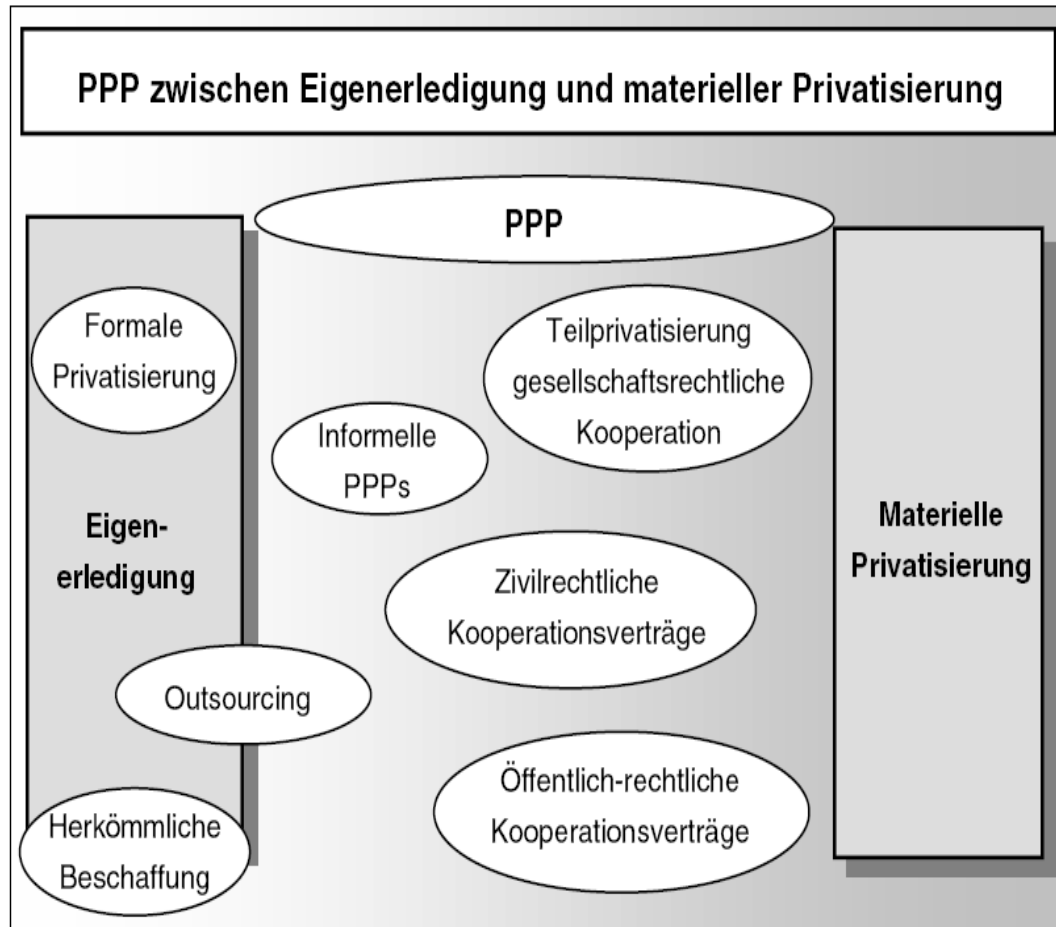 PPP zwischen Eigenerledigung und materieller Privatisierung
PPP
Formale
Privatisierung
Teilprivatisierung
gesellschaftsrechtliche
Kooperation
Informelle
PPPs
Eigen-
erledigung
Materielle
Privatisierung
Zivilrechtliche
Kooperationsverträge
Outsourcing
Öffentlich-rechtliche
Kooperationsverträge
Herkömmliche
Beschaffung